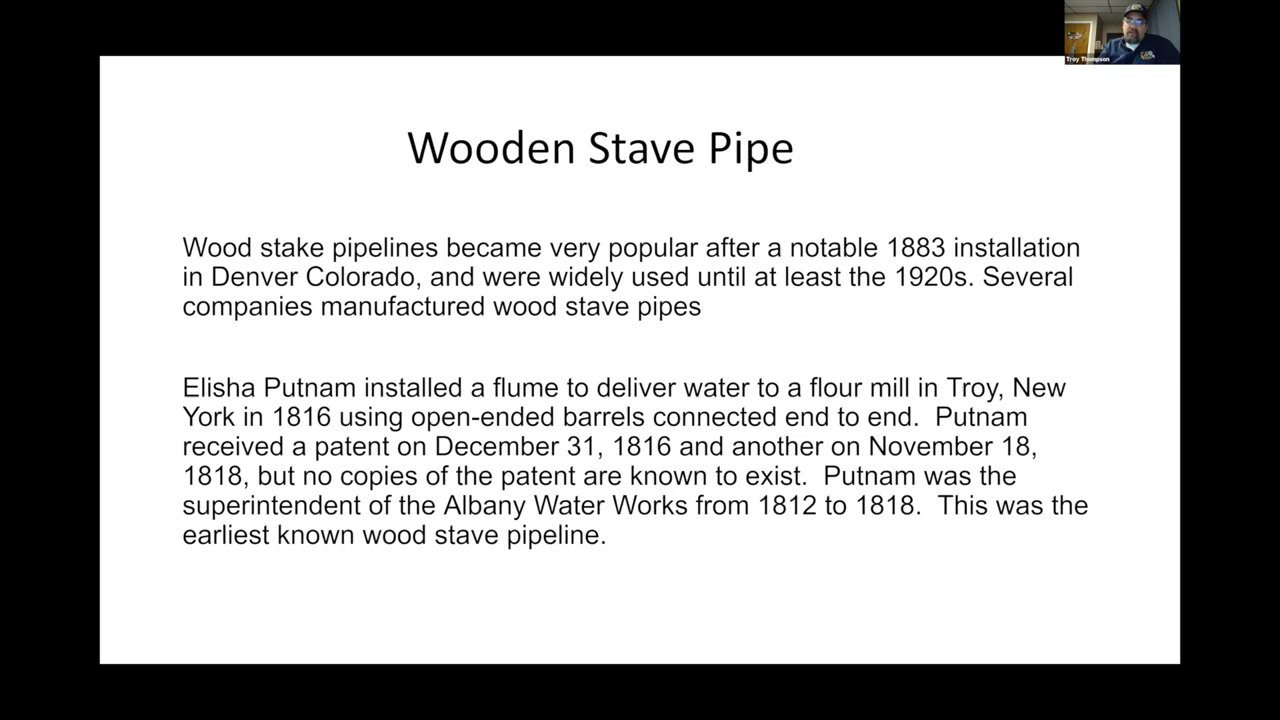 Troy Thompson
Wooden Stave Pipe
Wood stake pipelines became very popular after a notable 1883 installation
in Denver Colorado, and were widely used until at least the 1920s. Several
companies manufactured wood stave pipes
Elisha Putnam installed a flume to deliver water to a flour mill in Troy, New
York in 1816 using open-ended barrels connected end to end.  Putnam
received a patent on December 31, 1816 and another on November 18,
1818, but no copies of the patent are known to exist.  Putnam was the
superintendent of the Albany Water Works from 1812 to 1818.  This was the
earliest known wood stave pipeline.